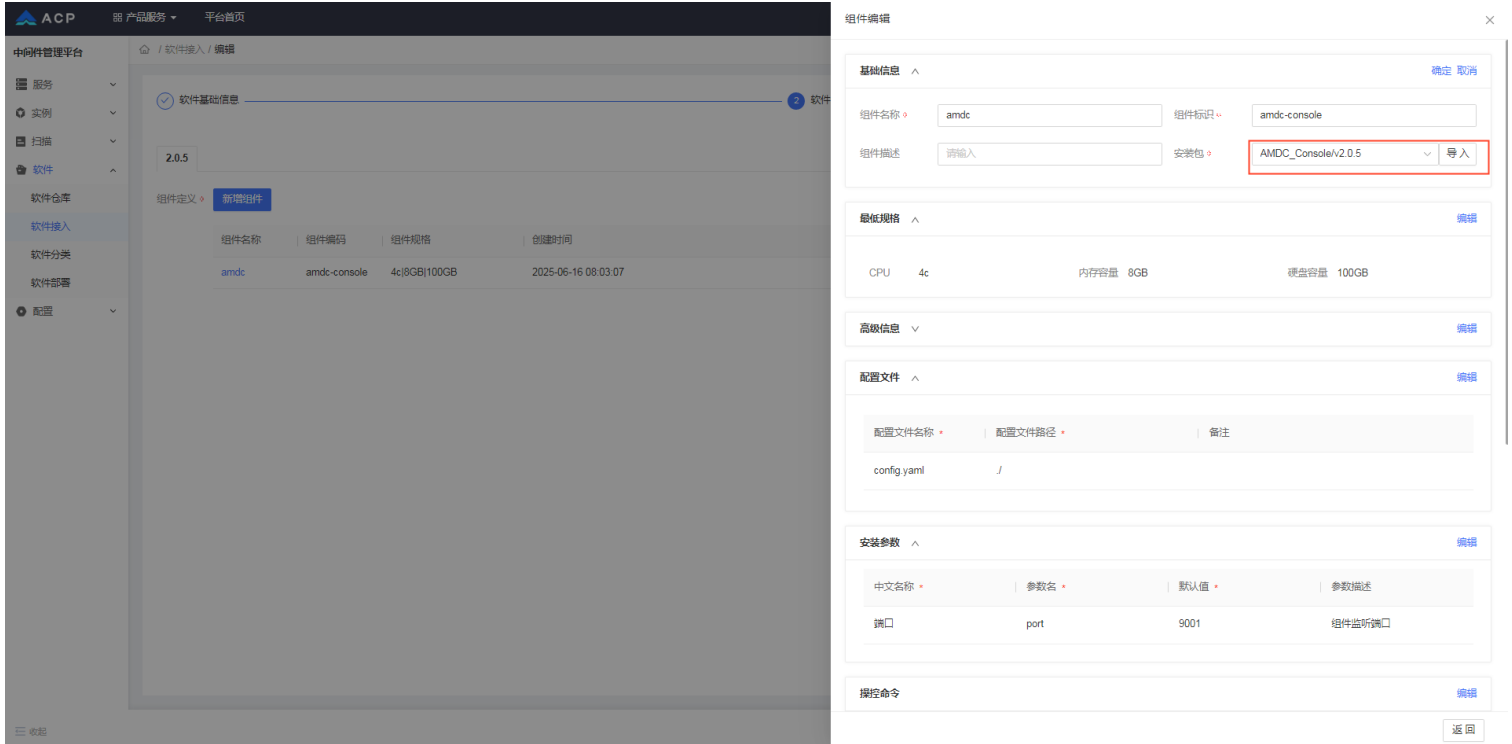 ACP 产品服务 平台首页
中间件管理平台
服务
实例
扫描
软件
软件仓库
软件接入
软件分类
软件部署
配置
收起
/ 软件接入 / 编辑
软件基础信息 2 软件
2.0.5
组件定义 新增组件
组件名称 组件编码 组件规格 创建时间
amdc amdc-console 4c|8GB|100GB 2025-06-16 08:03:07
组件编辑
基础信息 确定 取消
组件名称 amdc 组件标识 amdc-console
组件描述 请输入 安装包 AMDC_Console/v2.0.5 导入
最低规格 编辑
CPU 4c 内存容量 8GB 硬盘容量 100GB
高级信息 编辑
配置文件 编辑
配置文件名称 * 配置文件路径 * 备注
config.yaml ./
安装参数 编辑
中文名称 * 参数名 * 默认值 * 参数描述
端口 port 9001 组件监听端口
操控命令 编辑
返回